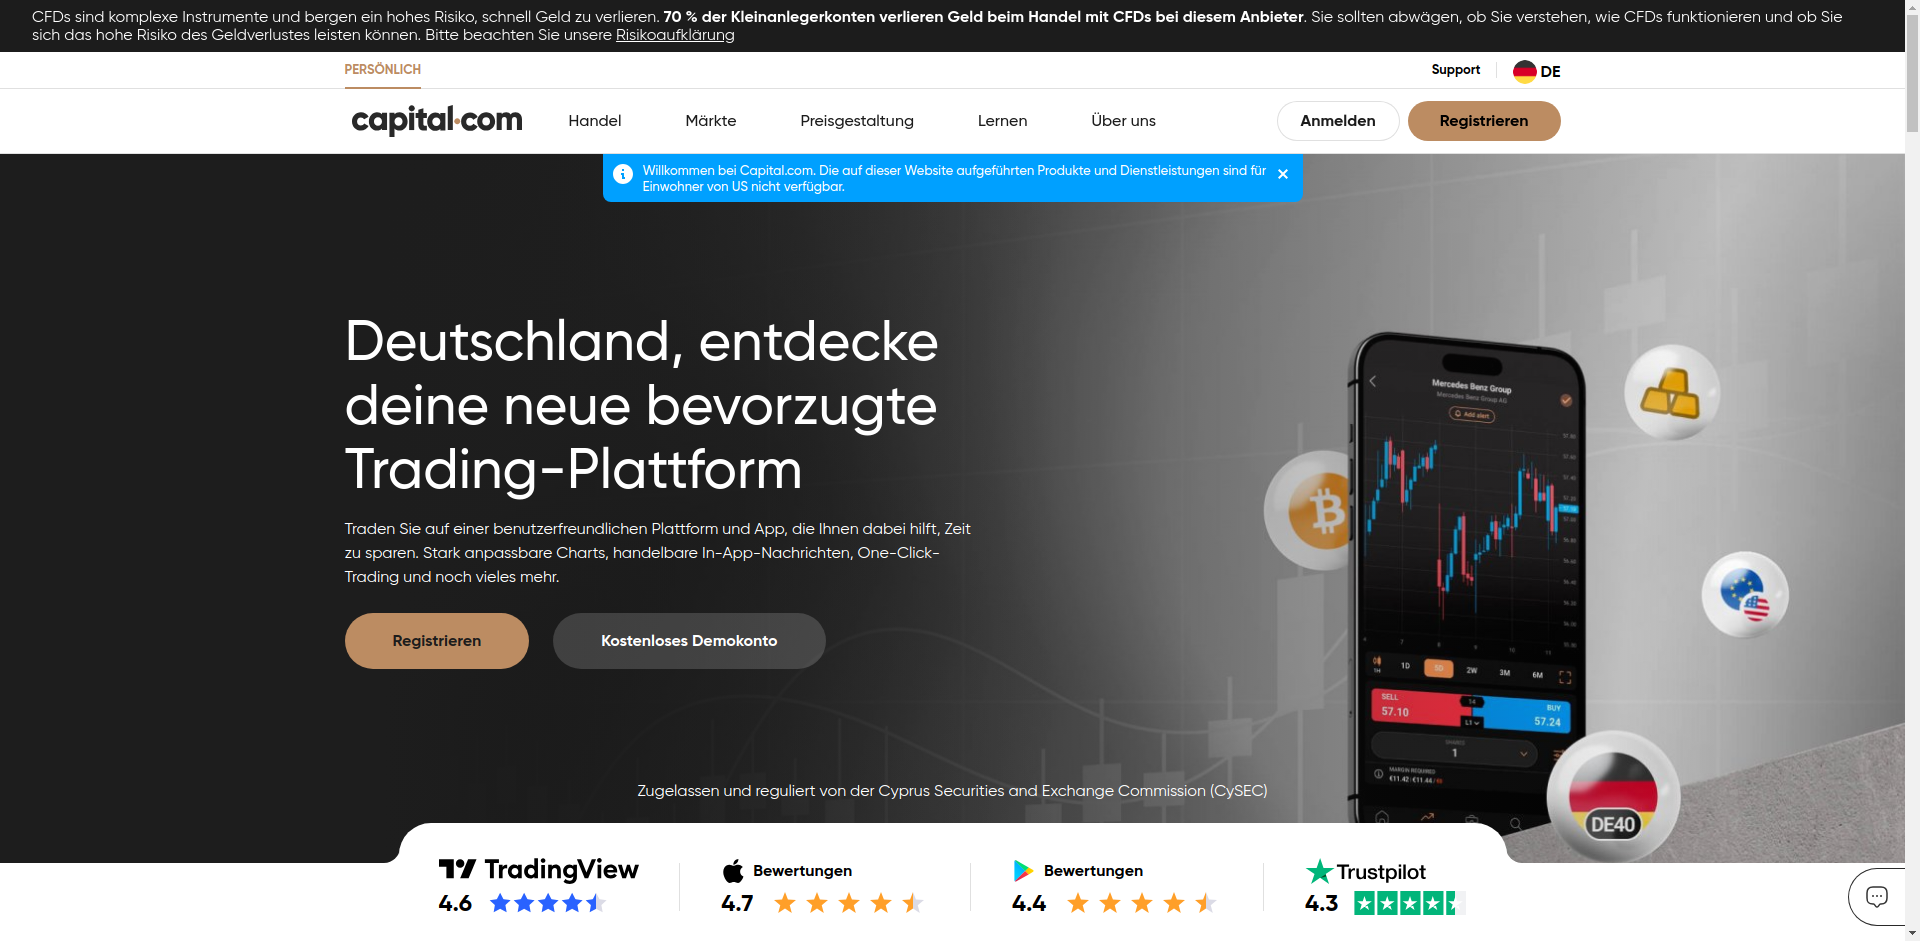 CFDs sind komplexe Instrumente und bergen ein hohes Risiko, schnell Geld zu verlieren. 70 % der Kleinanlegerkonten verlieren Geld beim Handel mit CFDs bei diesem Anbieter. Sie sollten abwägen, ob Sie verstehen, wie CFDs funktionieren und ob Sie
sich das hohe Risiko des Geldverlustes leisten können. Bitte beachten Sie unsere Risikoaufklärung
PERSÖNLICH
Support
DE
capital.com
Handel
Märkte
Preisgestaltung
Lernen
Über uns
Anmelden
Registrieren
Willkommen bei Capital.com. Die auf dieser Website aufgeführten Produkte und Dienstleistungen sind für
Einwohner von US nicht verfügbar.
Deutschland, entdecke
deine neue bevorzugte
Trading-Plattform
Traden Sie auf einer benutzerfreundlichen Plattform und App, die Ihnen dabei hilft, Zeit
zu sparen. Stark anpassbare Charts, handelbare In-App-Nachrichten, One-Click-
Trading und noch vieles mehr.
Registrieren
Kostenloses Demokonto
Mercedes Benz Group
Mercedes Benz Group AG
Add alert
1H
1D
5D
2W
3M
6M
SELL
57.10
14
L1
BUY
57.24
1
MARGIN REQUIRED
DE40
Zugelassen und reguliert von der Cyprus Securities and Exchange Commission (CySEC)
TradingView
4.6
Bewertungen
4.7
Bewertungen
4.4
Trustpilot
4.3